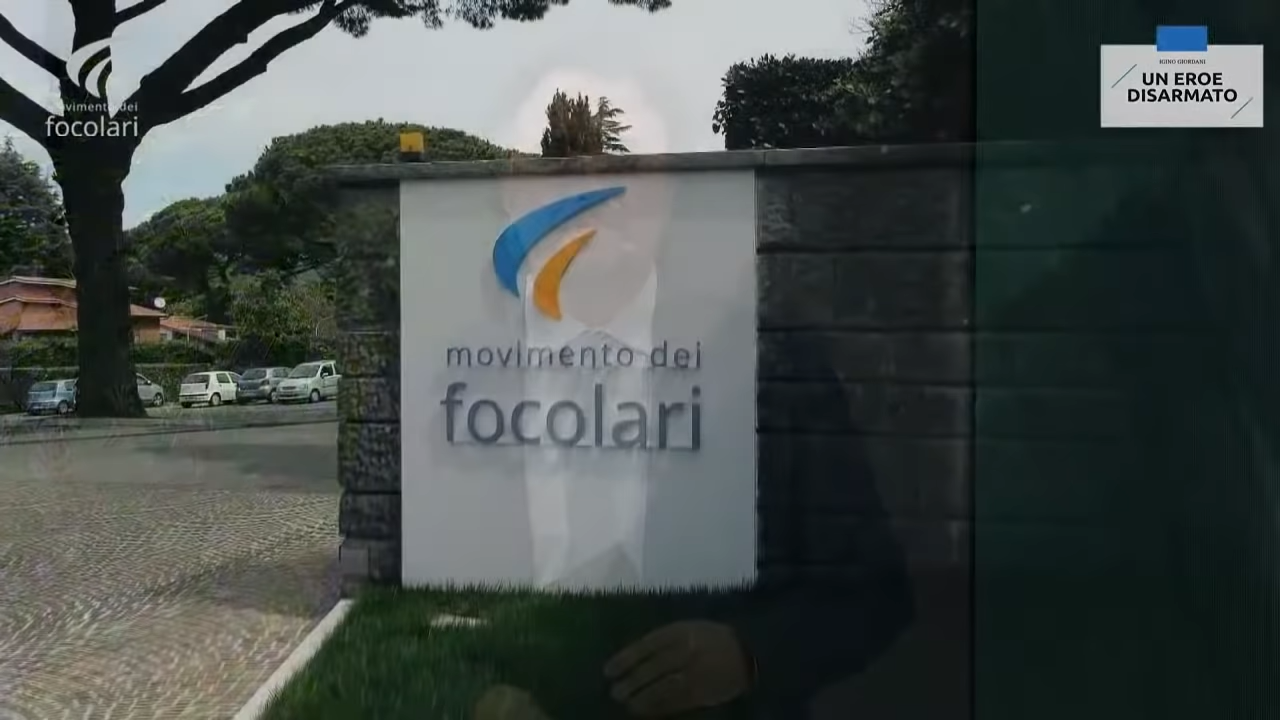 movimento dei
focolari
IGINO GIORDANI
UN EROE
DISARMATO
movimento dei
focolari